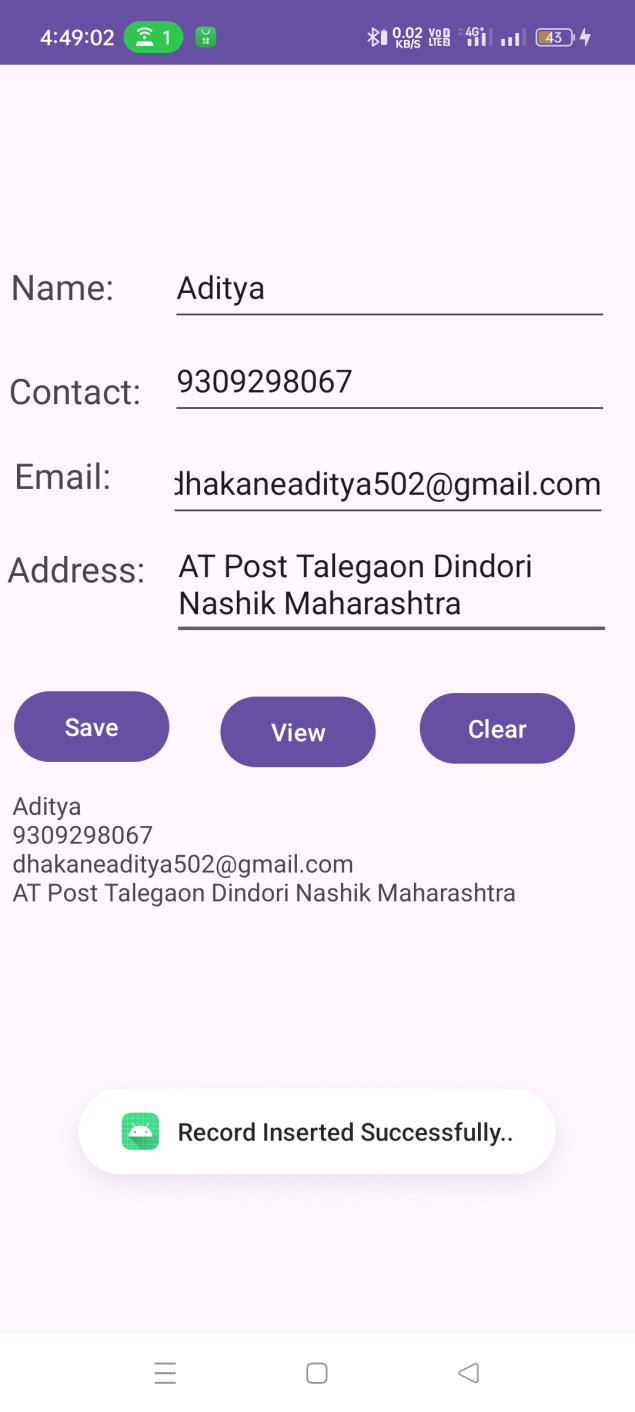 4:49:02 1 0.02 KB/S VoD LTE2 4G+ 43
Name: Aditya
Contact: 9309298067
Email: dhakaneaditya502@gmail.com
Address: AT Post Talegaon Dindori
Nashik Maharashtra
Save View Clear
Aditya
9309298067
dhakaneaditya502@gmail.com
AT Post Talegaon Dindori Nashik Maharashtra
Record Inserted Successfully..